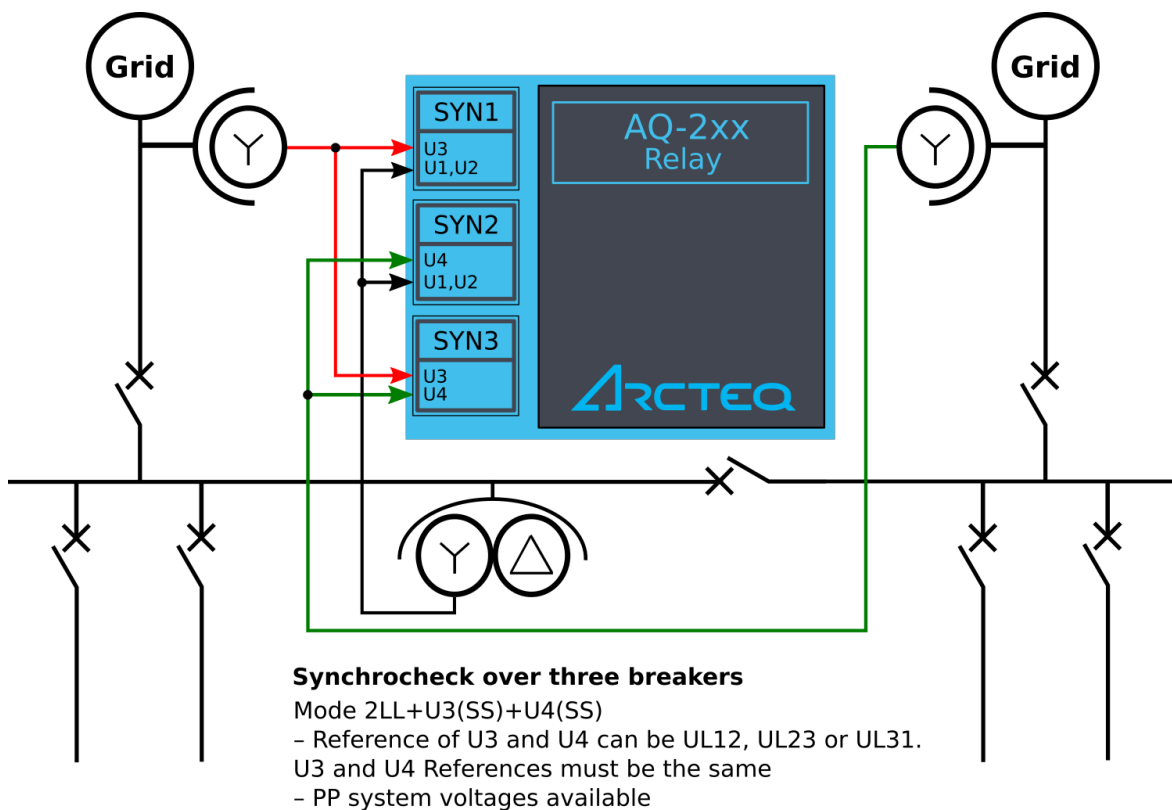 Grid
Grid
SYN1
U3
U1,U2
SYN2
U4
U1,U2
SYN3
U3
U4
AQ-2xx
Relay
ARCTEQ
Synchrocheck over three breakers
Mode 2LL+U3(SS)+U4(SS)
– Reference of U3 and U4 can be UL12, UL23 or UL31.
U3 and U4 References must be the same
– PP system voltages available